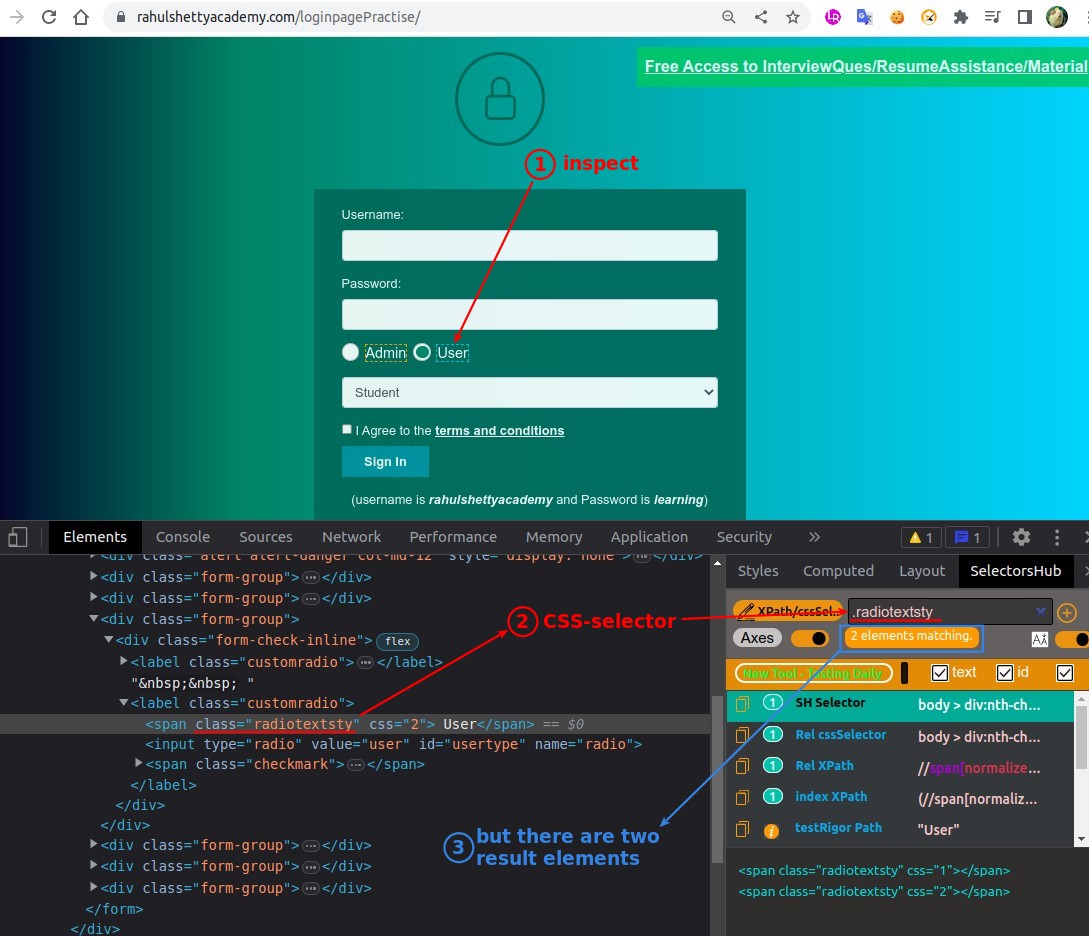 rahulshettyacademy.com/loginpagePractise/
Free Access to InterviewQues/ResumeAssistance/Material
1 inspect
Username:
Password:
Admin User
Student
I Agree to the terms and conditions
Sign In
(username is rahulshettyacademy and Password is learning)
Elements Console Sources Network Performance Memory Application Security » 1 1
<div class="alert alert-danger col-md-12" style="display: none"> … </div>
<div class="form-group"> … </div>
<div class="form-group"> … </div>
<div class="form-group">
<div class="form-check-inline"> flex
<label class="customradio"> … </label>
"&nbsp;&nbsp; "
<label class="customradio">
<span class="radiotextsty" css="2"> User</span> == $0
<input type="radio" value="user" id="usertype" name="radio">
<span class="checkmark"> … </span>
</label>
</div>
</div>
<div class="form-group"> … </div>
<div class="form-group"> … </div>
<div class="form-group"> … </div>
</form>
</div>
2 CSS-selector
3 but there are two
result elements
Styles Computed Layout SelectorsHub
XPath/cssSel... .radiotextsty
Axes 2 elements matching.
New Tool - Testing Daily text id
1 SH Selector body > div:nth-ch...
1 Rel cssSelector body > div:nth-ch...
1 Rel XPath //span[normalize...
1 index XPath (//span[normaliz...
i testRigor Path "User"
<span class="radiotextsty" css="1"></span>
<span class="radiotextsty" css="2"></span>